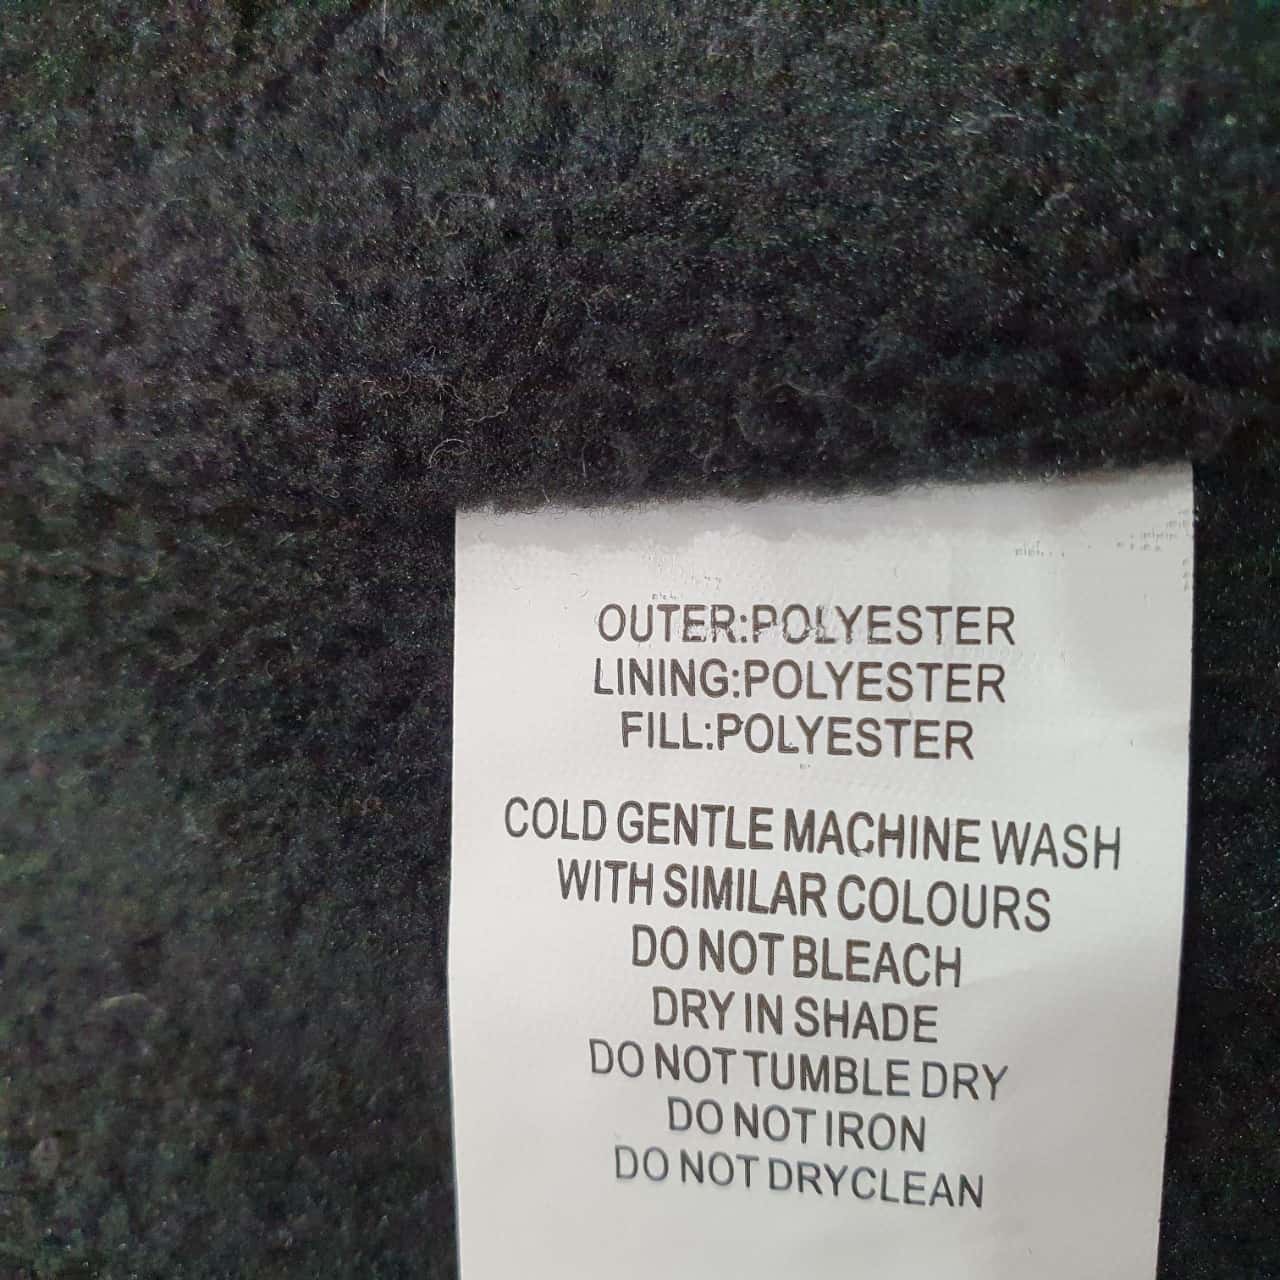 OUTER:POLYESTER
LINING:POLYESTER
FILL:POLYESTER
COLD GENTLE MACHINE WASH
WITH SIMILAR COLOURS
DO NOT BLEACH
DRY IN SHADE
DO NOT TUMBLE DRY
DO NOT IRON
DO NOT DRYCLEAN